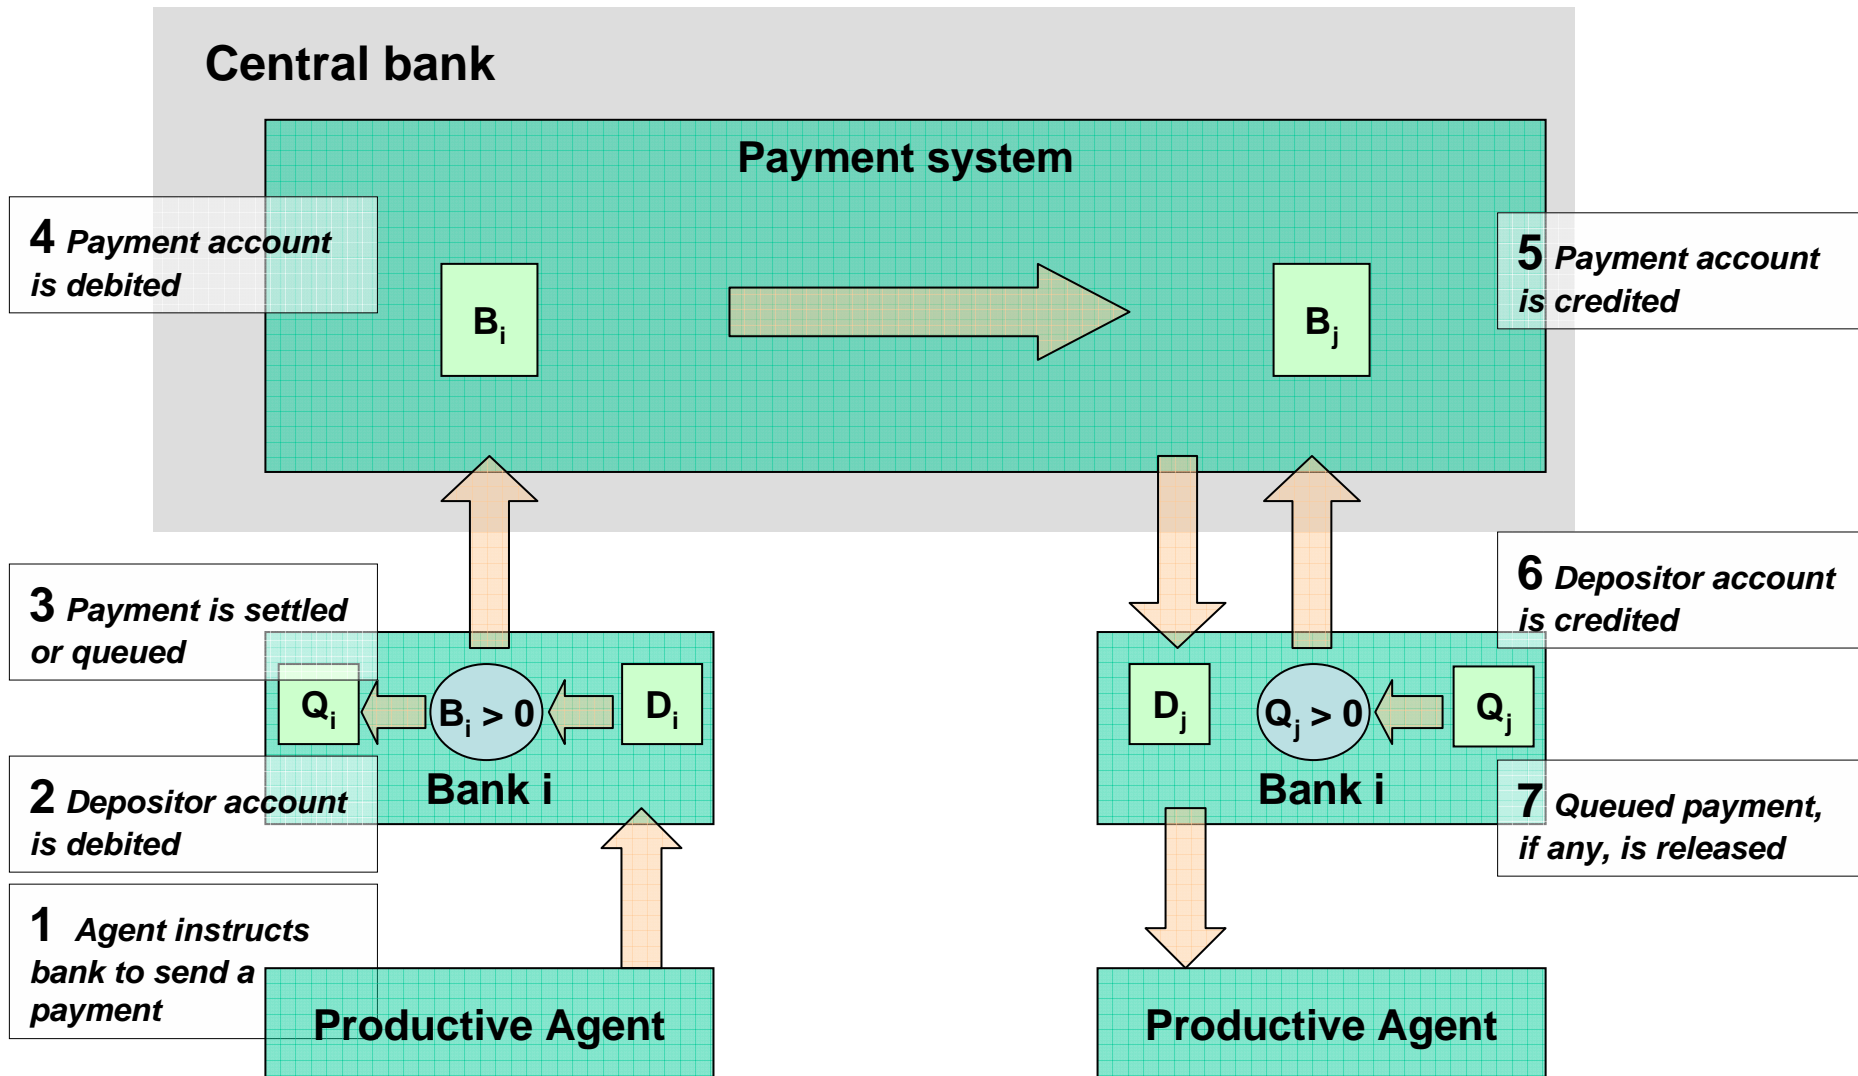 Central bank
Payment system
4 Payment account
is debited
5 Payment account
is credited
B_i
B_j
3 Payment is settled
or queued
6 Depositor account
is credited
Q_i
B_i > 0
D_i
D_j
Q_j > 0
Q_j
Bank i
Bank i
2 Depositor account
is debited
7 Queued payment,
if any, is released
1 Agent instructs
bank to send a
payment
Productive Agent
Productive Agent